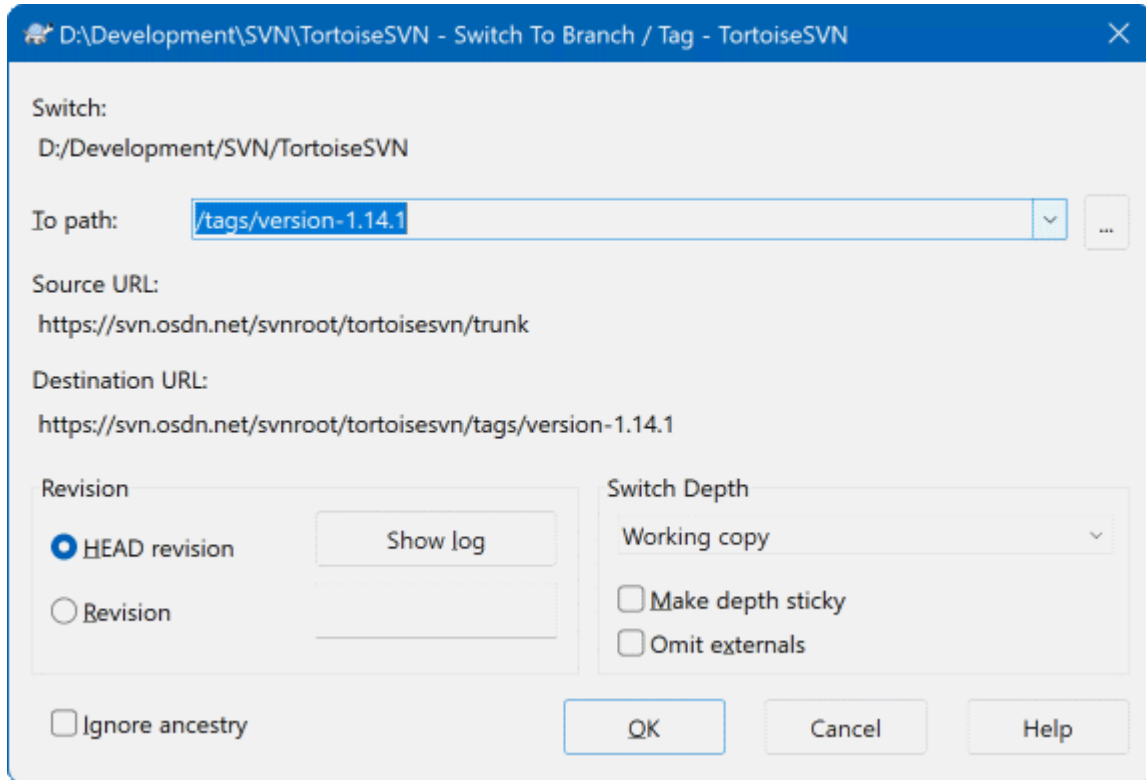 D:\Development\SVN\TortoiseSVN - Switch To Branch / Tag - TortoiseSVN
Switch:
D:/Development/SVN/TortoiseSVN
To path: /tags/version-1.14.1 ...
Source URL:
https://svn.osdn.net/svnroot/tortoisesvn/trunk
Destination URL:
https://svn.osdn.net/svnroot/tortoisesvn/tags/version-1.14.1
Revision
HEAD revision
Show log
Revision
Switch Depth
Working copy
Make depth sticky
Omit externals
Ignore ancestry
OK
Cancel
Help